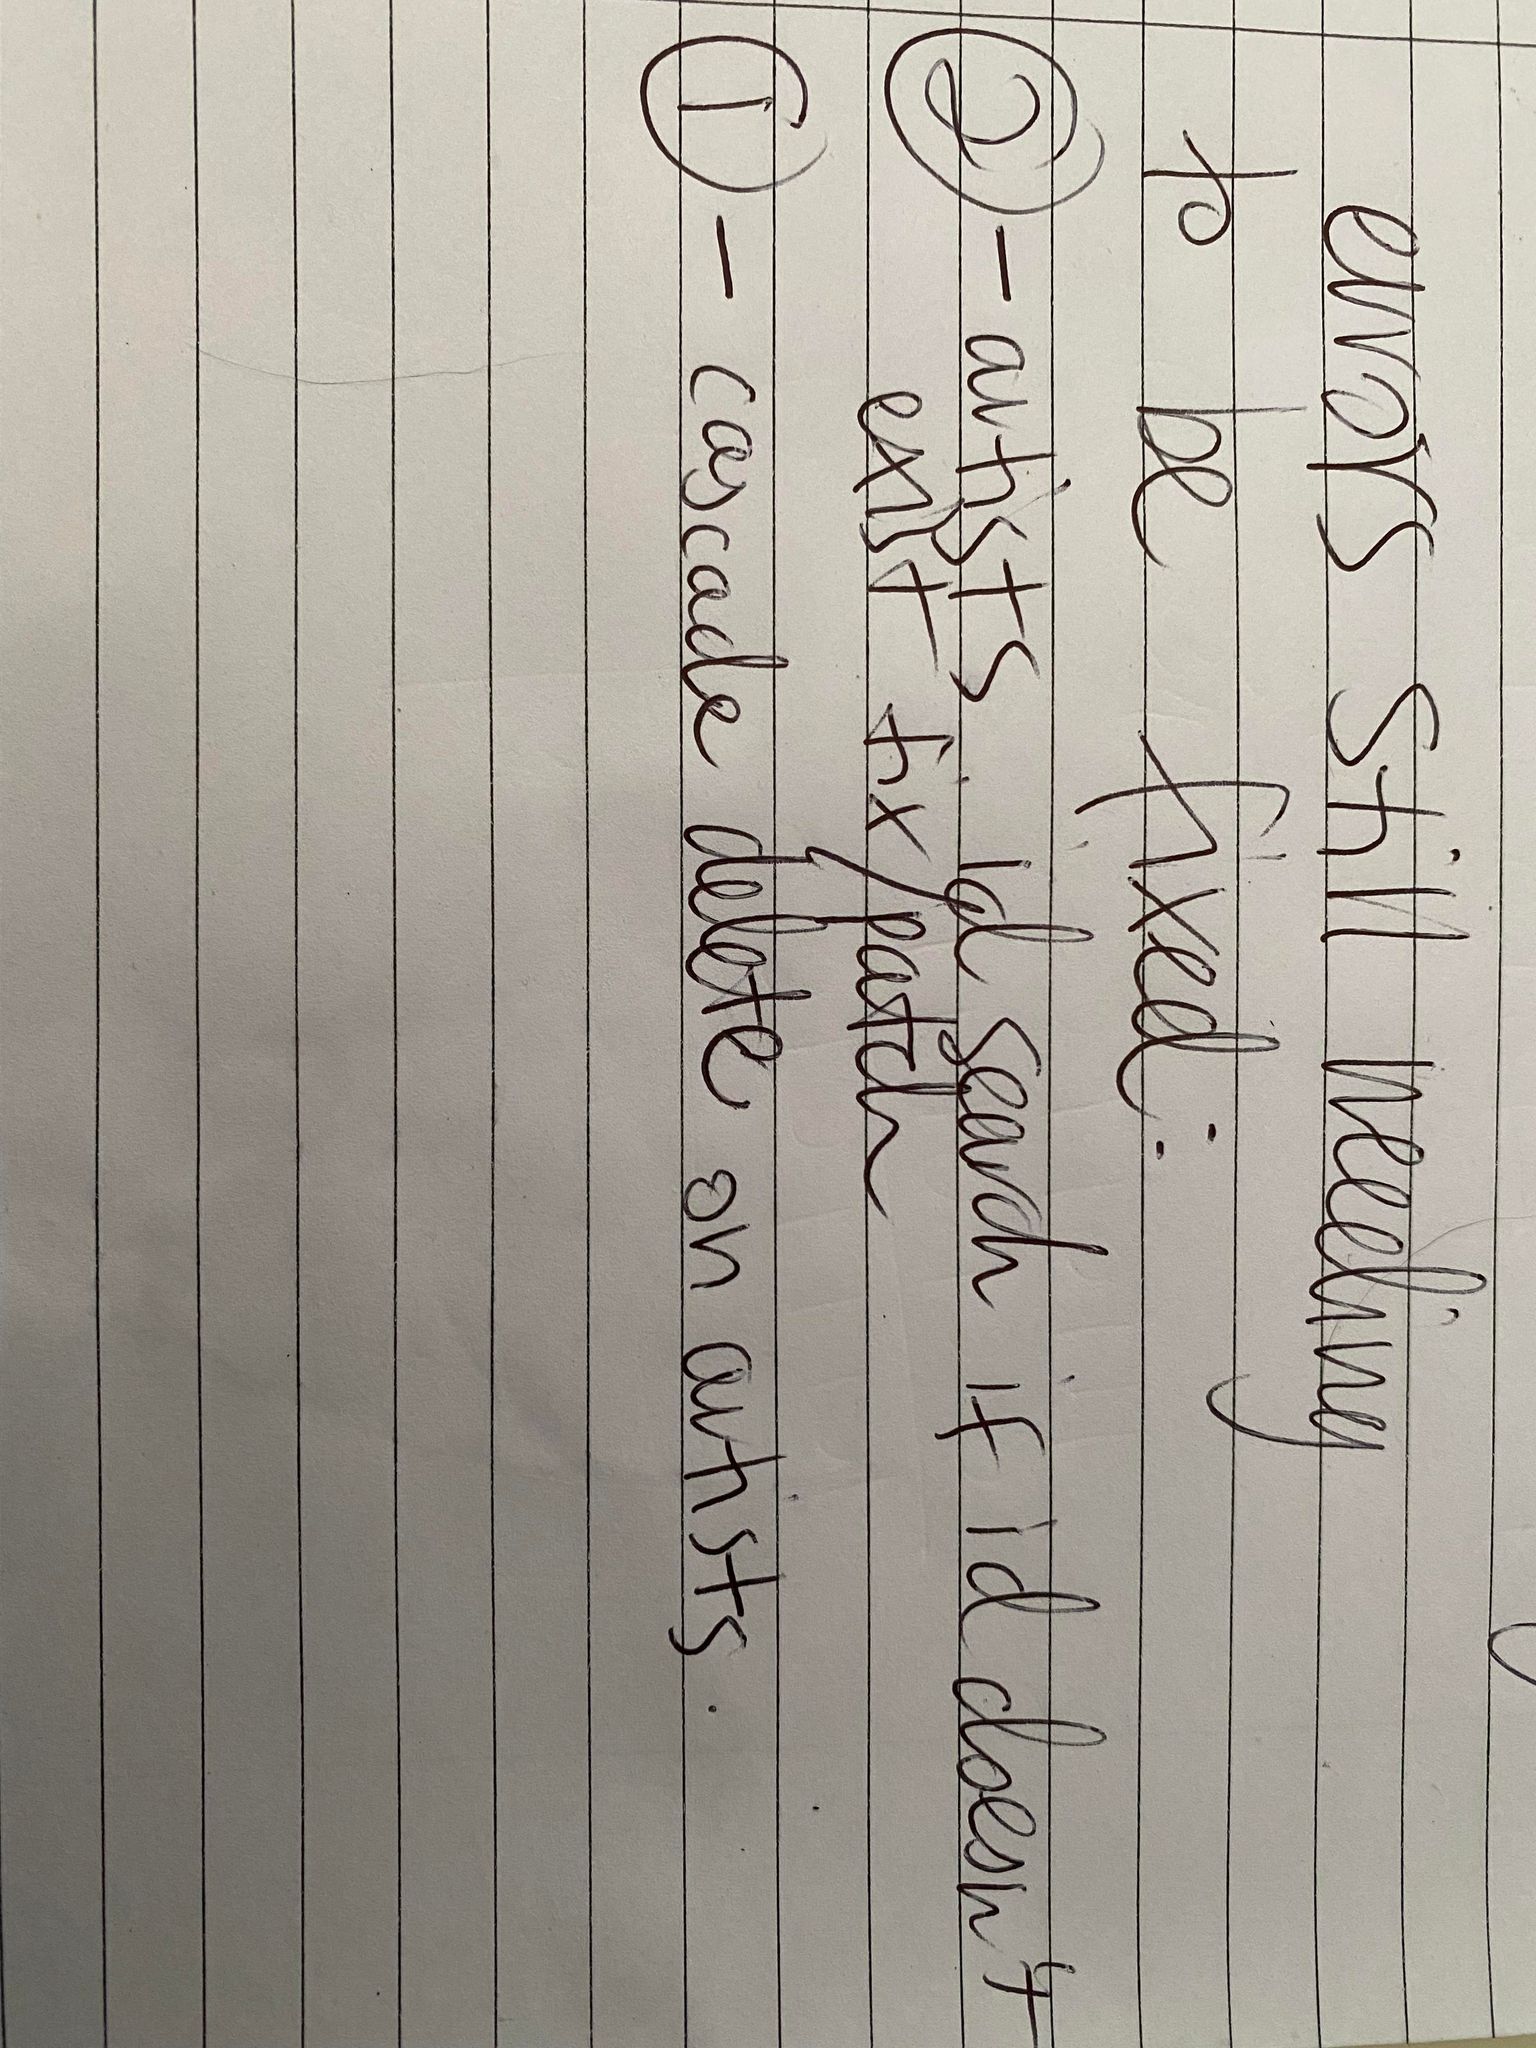 errors still needing
to be fixed:
② - artists. id search if id doesn't
exist fix/patch
① - cascade delete on artists.